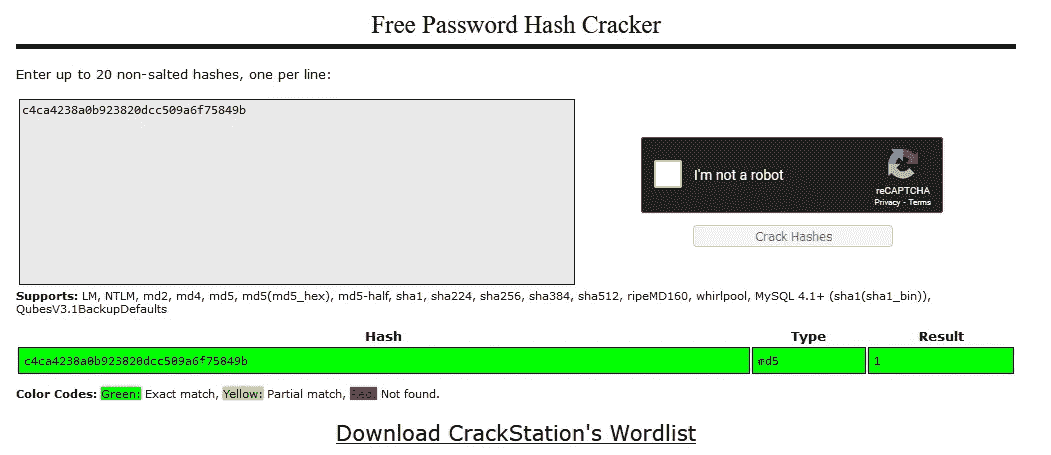 Free Password Hash Cracker
Enter up to 20 non-salted hashes, one per line:
c4ca4238a0b923820dcc509a6f75849b
I'm not a robot
reCAPTCHA
Privacy - Terms
Crack Hashes
Supports: LM, NTLM, md2, md4, md5, md5(md5_hex), md5-half, sha1, sha224, sha256, sha384, sha512, ripeMD160, whirlpool, MySQL 4.1+ (sha1(sha1_bin)),
QubesV3.1BackupDefaults
Hash Type Result
c4ca4238a0b923820dcc509a6f75849b md5 1
Color Codes: Green: Exact match, Yellow: Partial match, Not found.
Download CrackStation's Wordlist